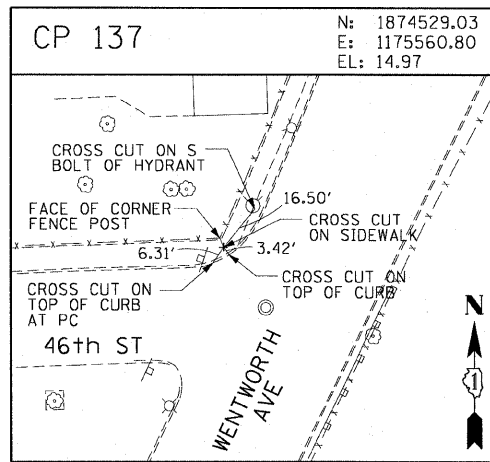 CP 137
N: 1874529.03
E: 1175560.80
EL: 14.97
CROSS CUT ON S
BOLT OF HYDRANT
16.50'
FACE OF CORNER
FENCE POST
CROSS CUT
ON SIDEWALK
6.31'
3.42'
CROSS CUT ON
TOP OF CURB
AT PC
CROSS CUT ON
TOP OF CURB
46th ST
WENTWORTH
AVE
N
1